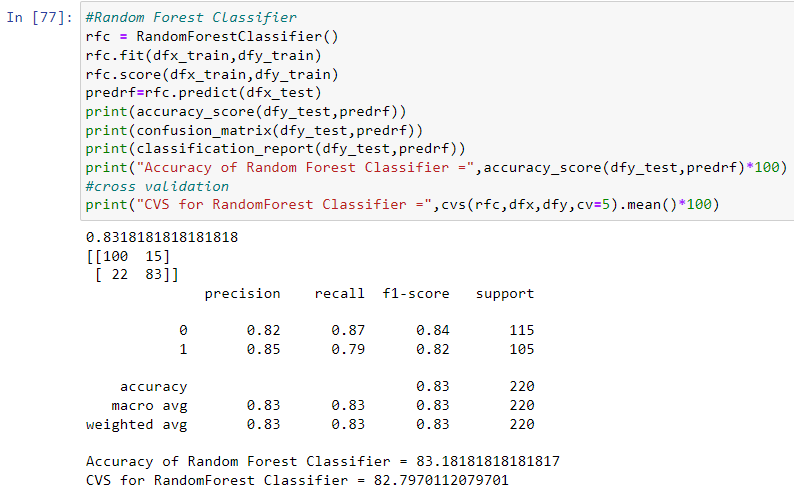 In [77]: #Random Forest Classifier
rfc = RandomForestClassifier()
rfc.fit(dfx_train,dfy_train)
rfc.score(dfx_train,dfy_train)
predrf=rfc.predict(dfx_test)
print(accuracy_score(dfy_test,predrf))
print(confusion_matrix(dfy_test,predrf))
print(classification_report(dfy_test,predrf))
print("Accuracy of Random Forest Classifier =",accuracy_score(dfy_test,predrf)*100)
#cross validation
print("CVS for RandomForest Classifier =",cvs(rfc,dfx,dfy,cv=5).mean()*100)
0.8318181818181818
[[100 15]
[ 22 83]]
precision recall f1-score support
0 0.82 0.87 0.84 115
1 0.85 0.79 0.82 105
accuracy 0.83 220
macro avg 0.83 0.83 0.83 220
weighted avg 0.83 0.83 0.83 220
Accuracy of Random Forest Classifier = 83.18181818181817
CVS for RandomForest Classifier = 82.7970112079701